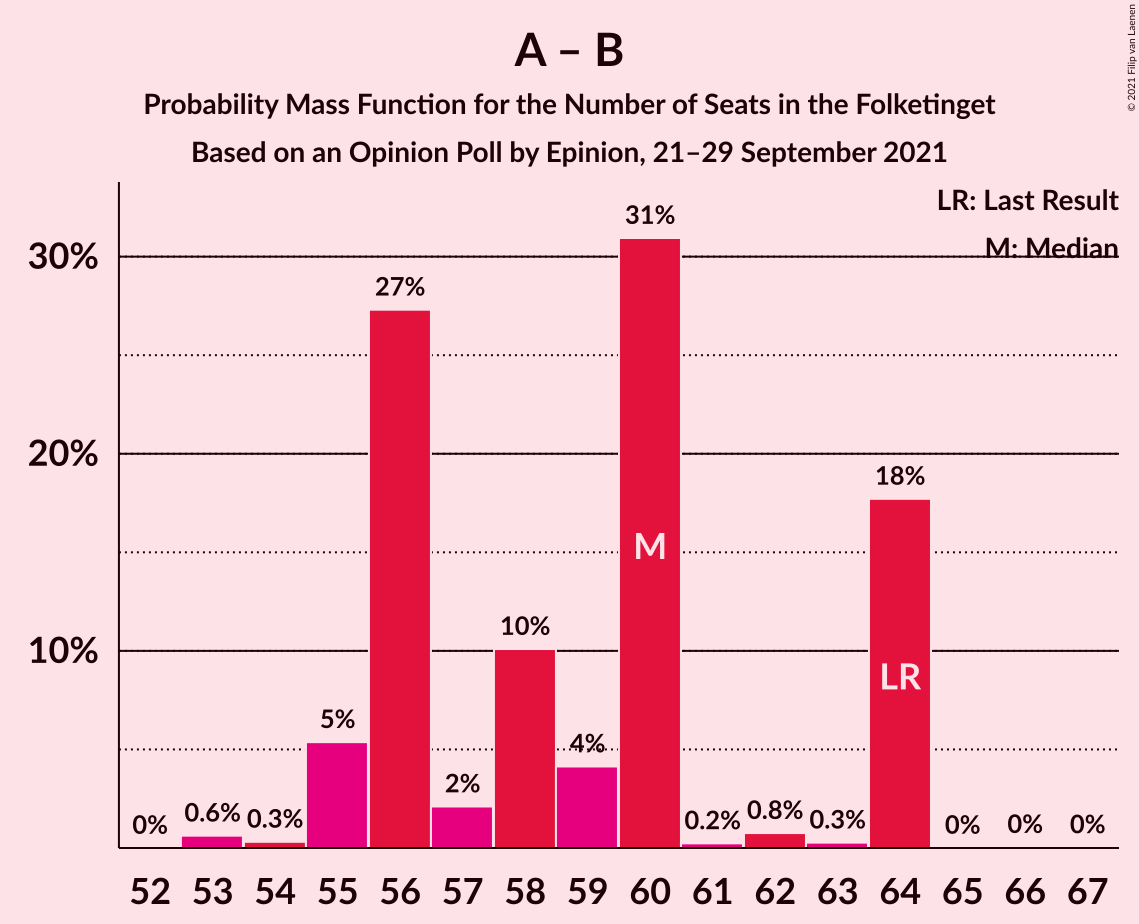 A – B
Probability Mass Function for the Number of Seats in the Folketinget
Based on an Opinion Poll by Epinion, 21–29 September 2021
© 2021 Filip van Laenen
LR: Last Result
M: Median
30%
20%
10%
0% 0.6% 0.3% 5% 27% 2% 10% 4% 31% 0.2% 0.8% 0.3% 18% 0% 0% 0%
M
LR
52 53 54 55 56 57 58 59 60 61 62 63 64 65 66 67